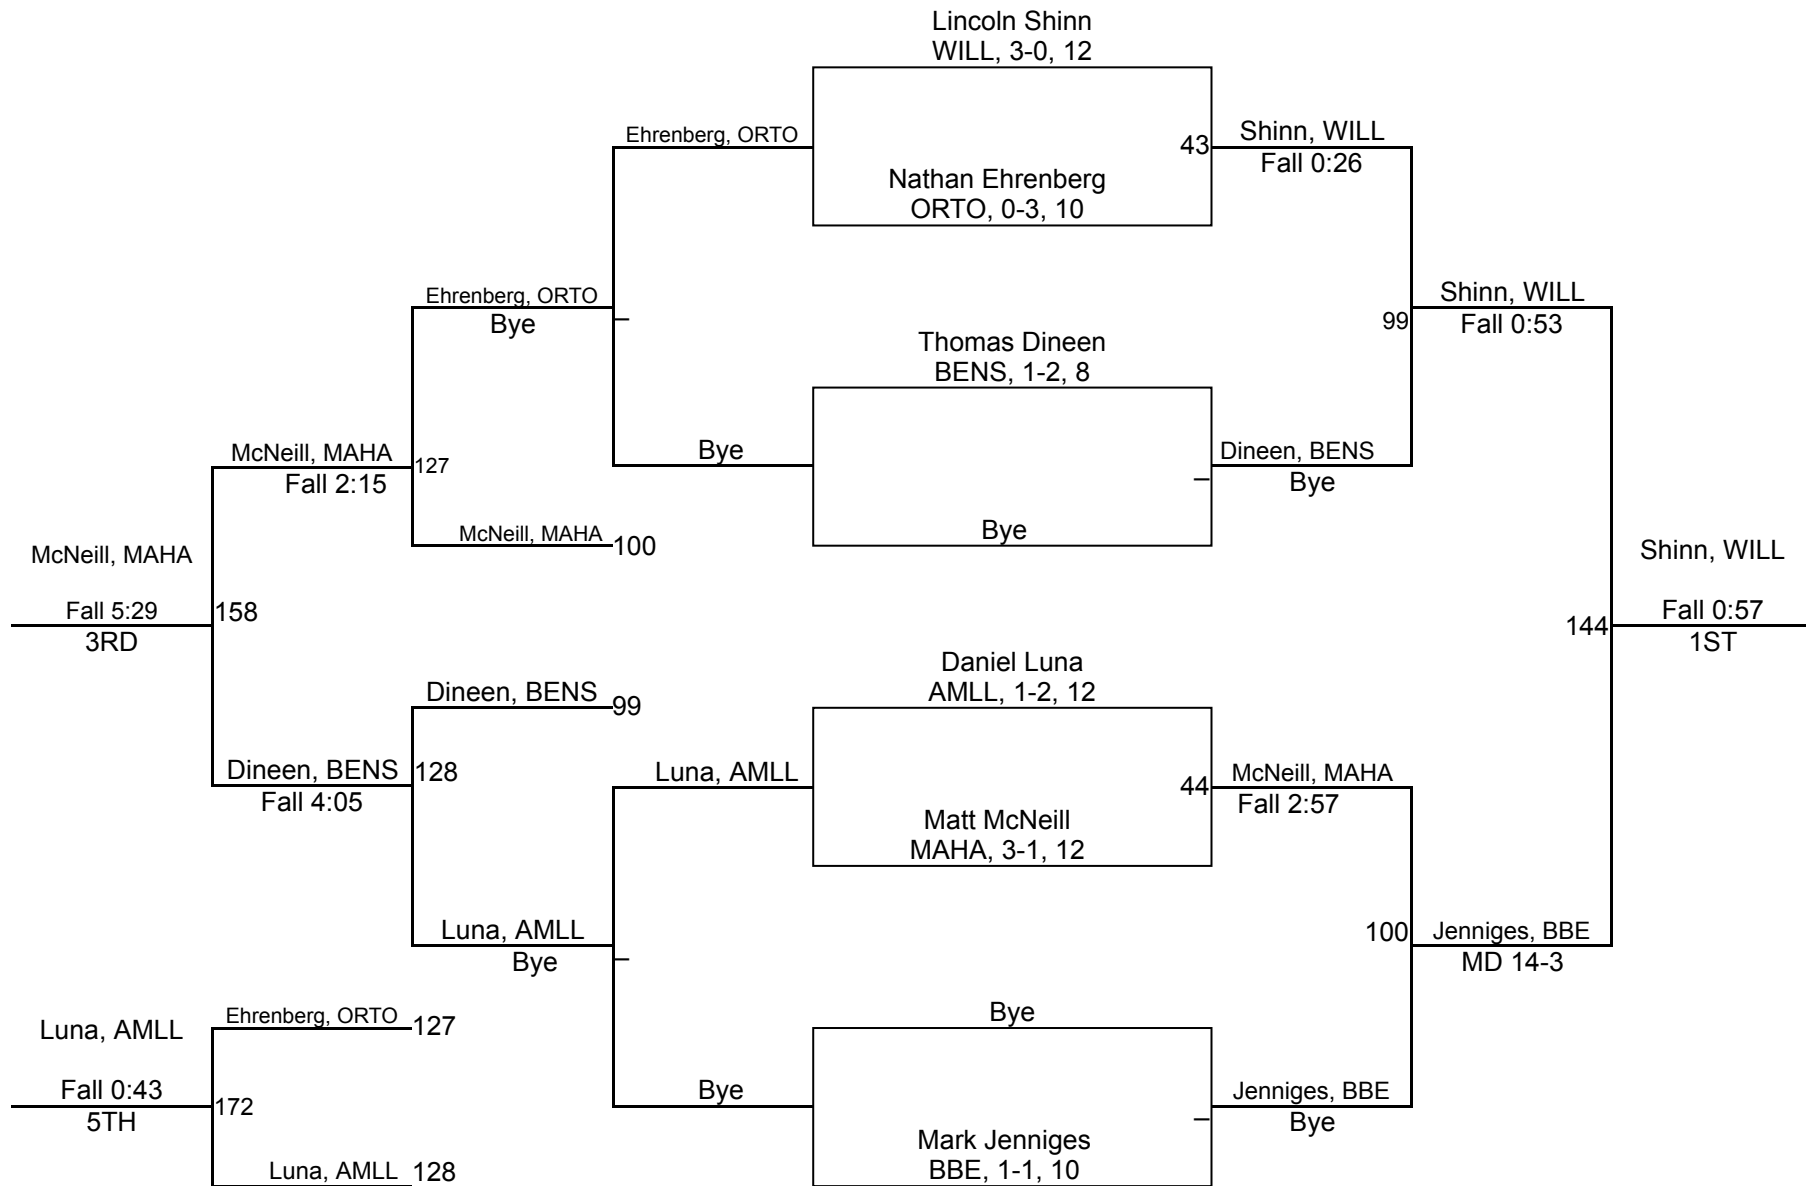 Lincoln Shinn
WILL, 3-0, 12
Ehrenberg, ORTO
43
Shinn, WILL
Fall 0:26
Nathan Ehrenberg
ORTO, 0-3, 10
Ehrenberg, ORTO
Bye
Shinn, WILL
99
Fall 0:53
Thomas Dineen
BENS, 1-2, 8
McNeill, MAHA
127
Fall 2:15
Bye
Dineen, BENS
Bye
McNeill, MAHA
100
Bye
McNeill, MAHA
Shinn, WILL
Fall 5:29
158
3RD
Fall 0:57
144
1ST
Daniel Luna
AMLL, 1-2, 12
Dineen, BENS
99
Dineen, BENS
128
Fall 4:05
Luna, AMLL
44
McNeill, MAHA
Fall 2:57
Matt McNeill
MAHA, 3-1, 12
Luna, AMLL
Bye
100
Jenniges, BBE
MD 14-3
Luna, AMLL
Ehrenberg, ORTO
127
Bye
Fall 0:43
172
5TH
Bye
Jenniges, BBE
Bye
Mark Jenniges
BBE, 1-1, 10
Luna, AMLL
128